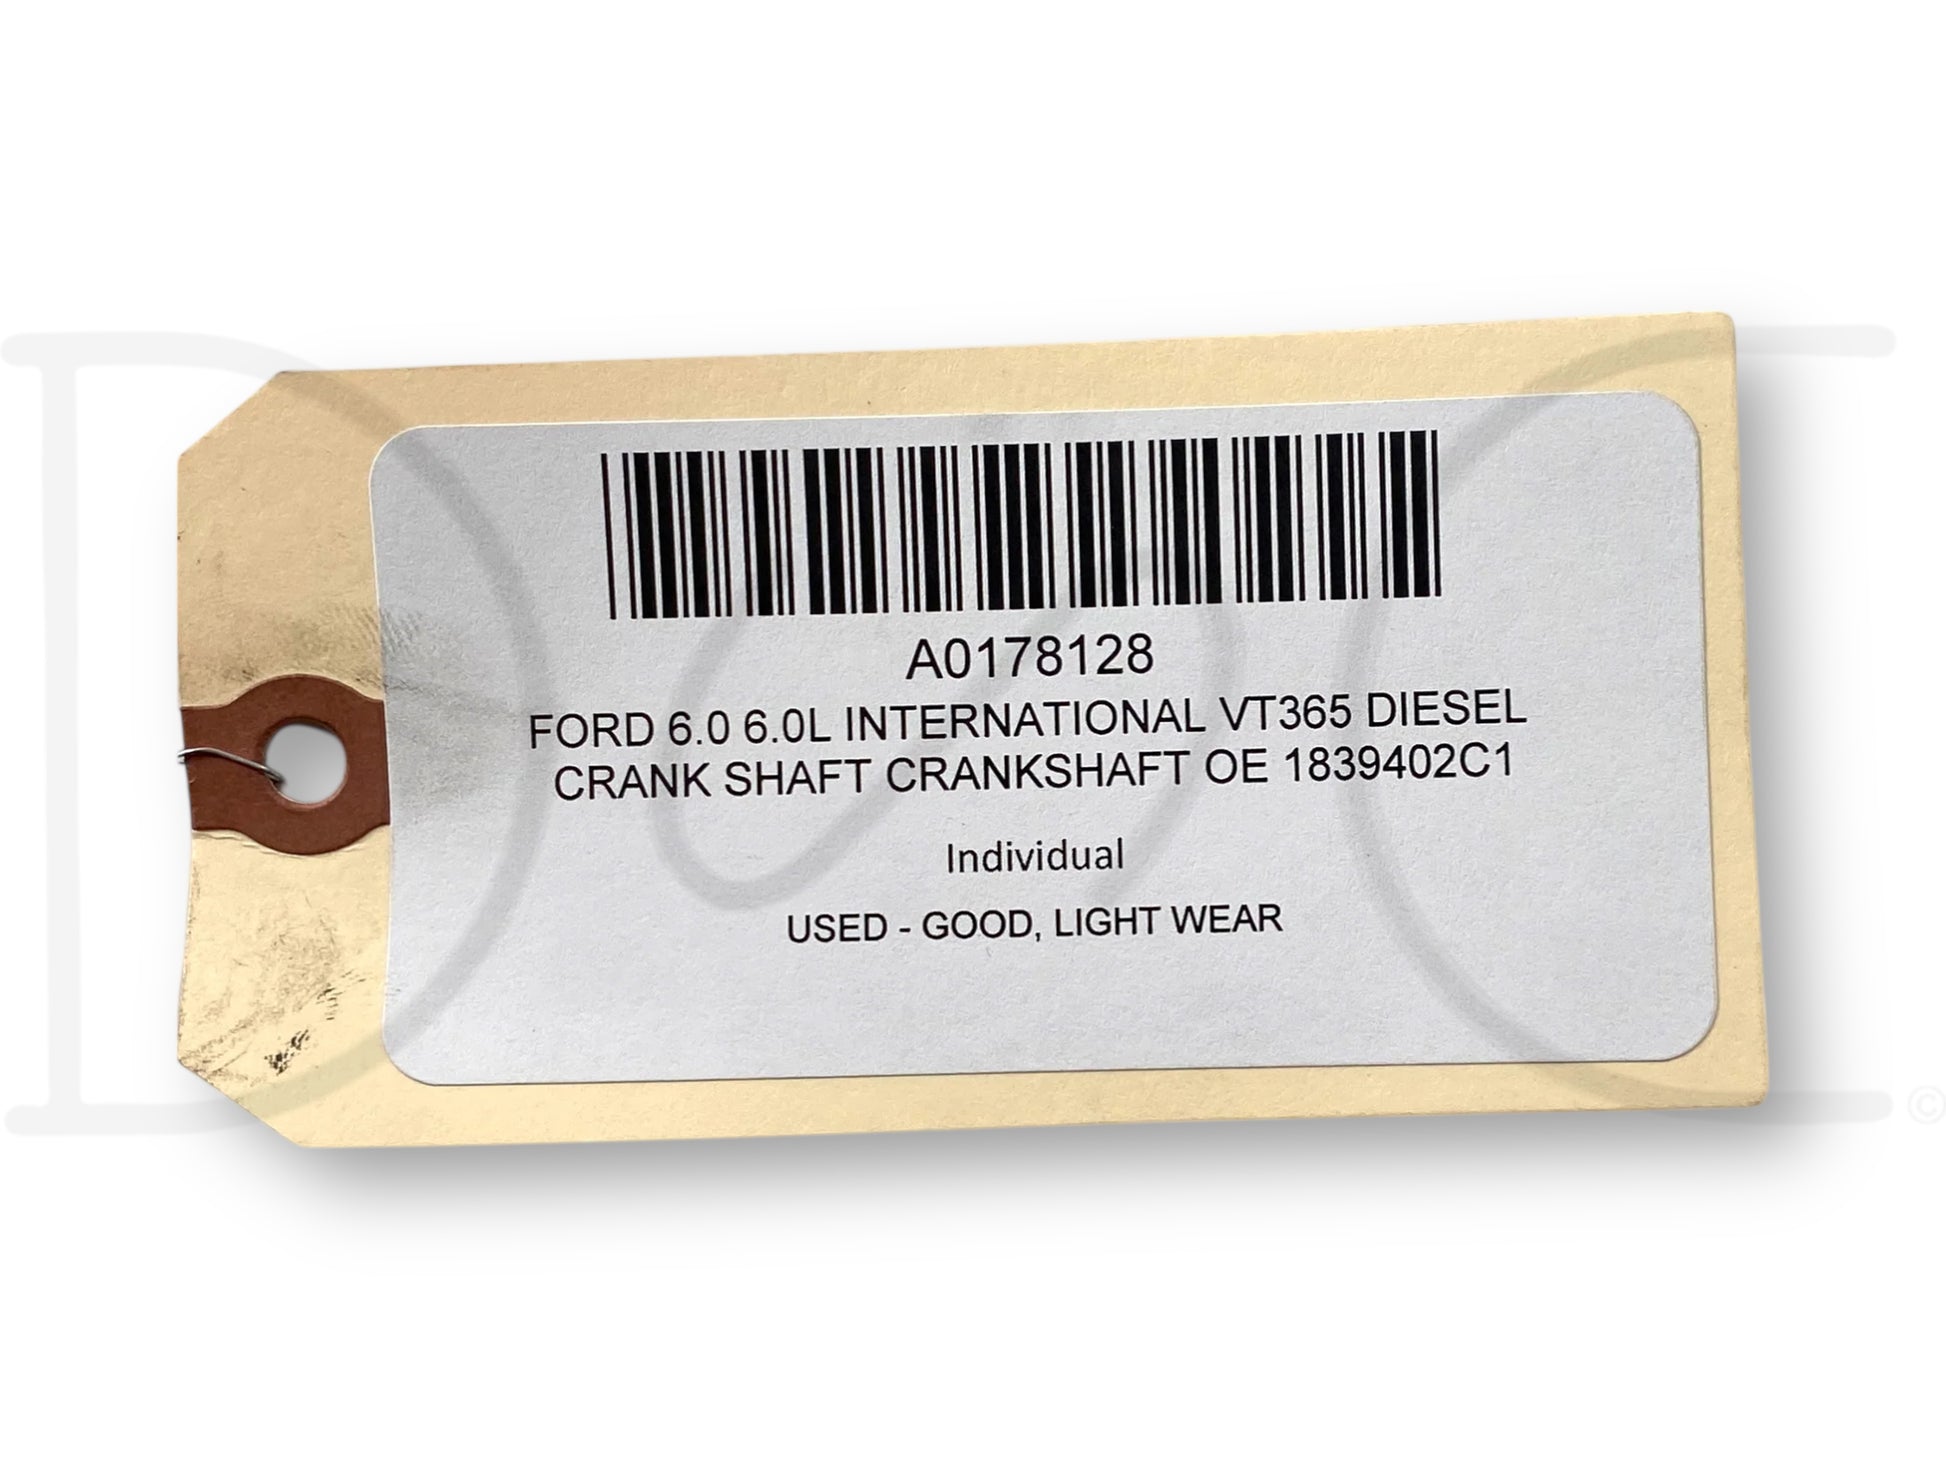 A0178128
FORD 6.0 6.0L INTERNATIONAL VT365 DIESEL
CRANK SHAFT CRANKSHAFT OE 1839402C1
Individual
USED - GOOD, LIGHT WEAR
©